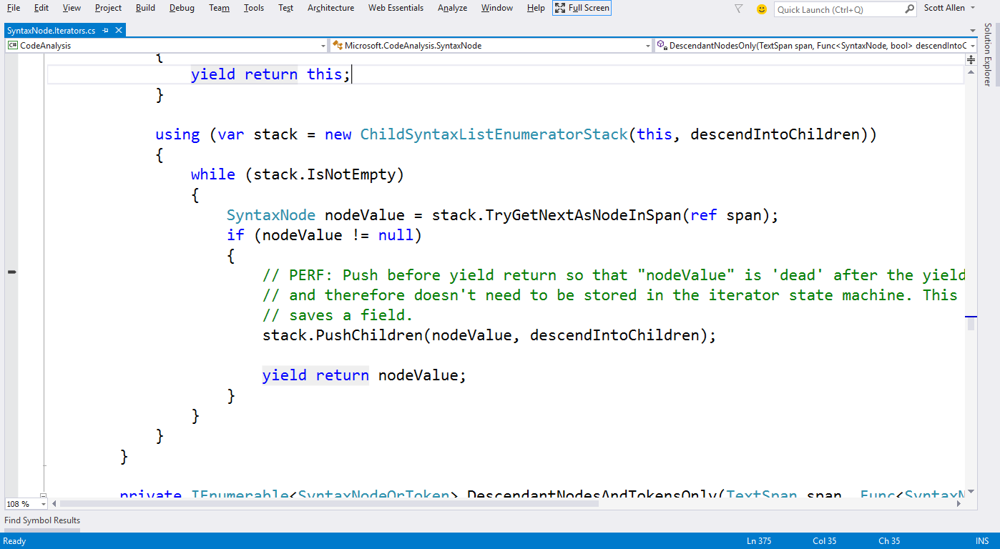 File Edit View Project Build Debug Team Tools Test Architecture Web Essentials Analyze Window Help Full Screen Quick Launch (Ctrl+Q) Scott Allen
SyntaxNode.Iterators.cs
Solution Explorer
C# CodeAnalysis Microsoft.CodeAnalysis.SyntaxNode DescendantNodesOnly(TextSpan span, Func<SyntaxNode, bool> descendIntoC
{
yield return this;
}
using (var stack = new ChildSyntaxListEnumeratorStack(this, descendIntoChildren))
{
while (stack.IsNotEmpty)
{
SyntaxNode nodeValue = stack.TryGetNextAsNodeInSpan(ref span);
if (nodeValue != null)
{
// PERF: Push before yield return so that "nodeValue" is 'dead' after the yield
// and therefore doesn't need to be stored in the iterator state machine. This
// saves a field.
stack.PushChildren(nodeValue, descendIntoChildren);
yield return nodeValue;
}
}
}
}
private IEnumerable<SyntaxNodeOrToken> DescendantNodesAndTokensOnly(TextSpan span, Func<SyntaxN
108 %
Find Symbol Results
Ready Ln 375 Col 35 Ch 35 INS